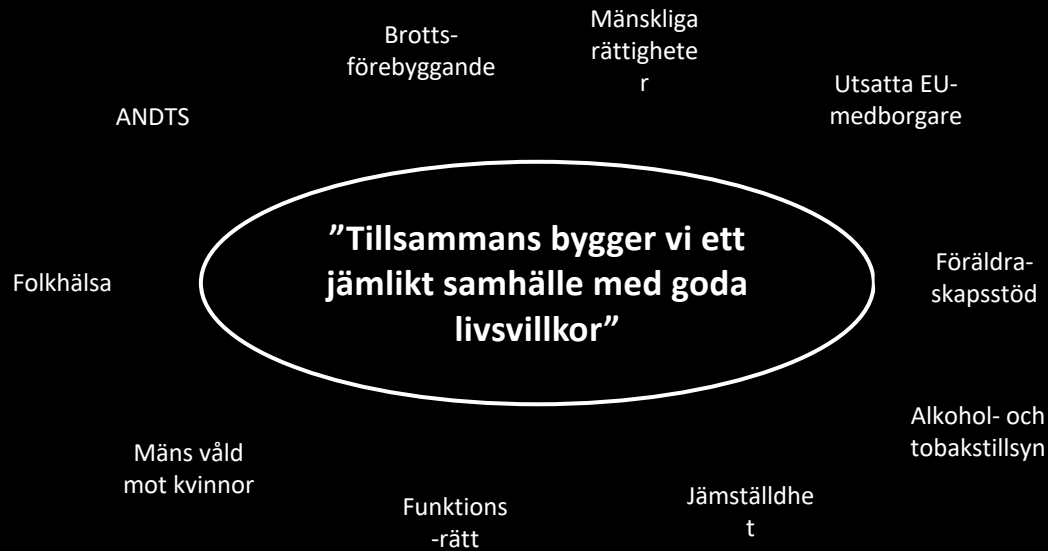 Brotts-
förebyggande
Mänskliga
rättighete
r
Utsatta EU-
medborgare
ANDTS
Folkhälsa
”Tillsammans bygger vi ett
jämlikt samhälle med goda
livsvillkor”
Föräldra-
skapsstöd
Alkohol- och
tobakstillsyn
Mäns våld
mot kvinnor
Funktions
-rätt
Jämställdhe
t